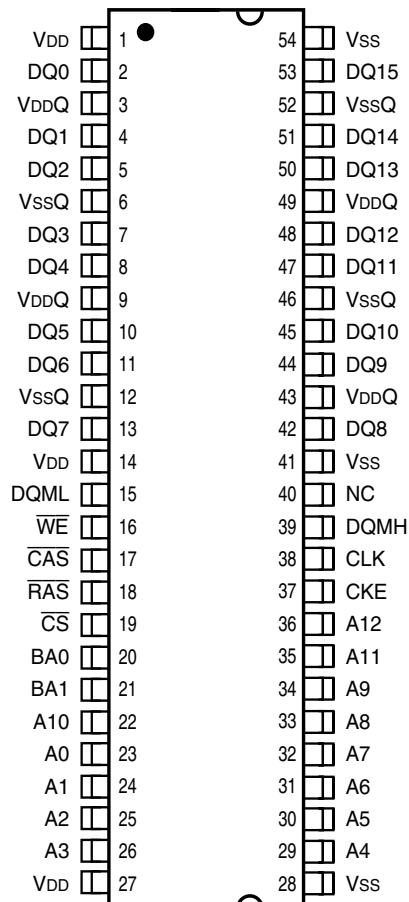 VDD 1 54 VSS
DQ0 2 53 DQ15
VDDQ 3 52 VSSQ
DQ1 4 51 DQ14
DQ2 5 50 DQ13
VSSQ 6 49 VDDQ
DQ3 7 48 DQ12
DQ4 8 47 DQ11
VDDQ 9 46 VSSQ
DQ5 10 45 DQ10
DQ6 11 44 DQ9
VSSQ 12 43 VDDQ
DQ7 13 42 DQ8
VDD 14 41 VSS
DQML 15 40 NC
W̅E̅ 16 39 DQMH
C̅A̅S̅ 17 38 CLK
R̅A̅S̅ 18 37 CKE
C̅S̅ 19 36 A12
BA0 20 35 A11
BA1 21 34 A9
A10 22 33 A8
A0 23 32 A7
A1 24 31 A6
A2 25 30 A5
A3 26 29 A4
VDD 27 28 VSS